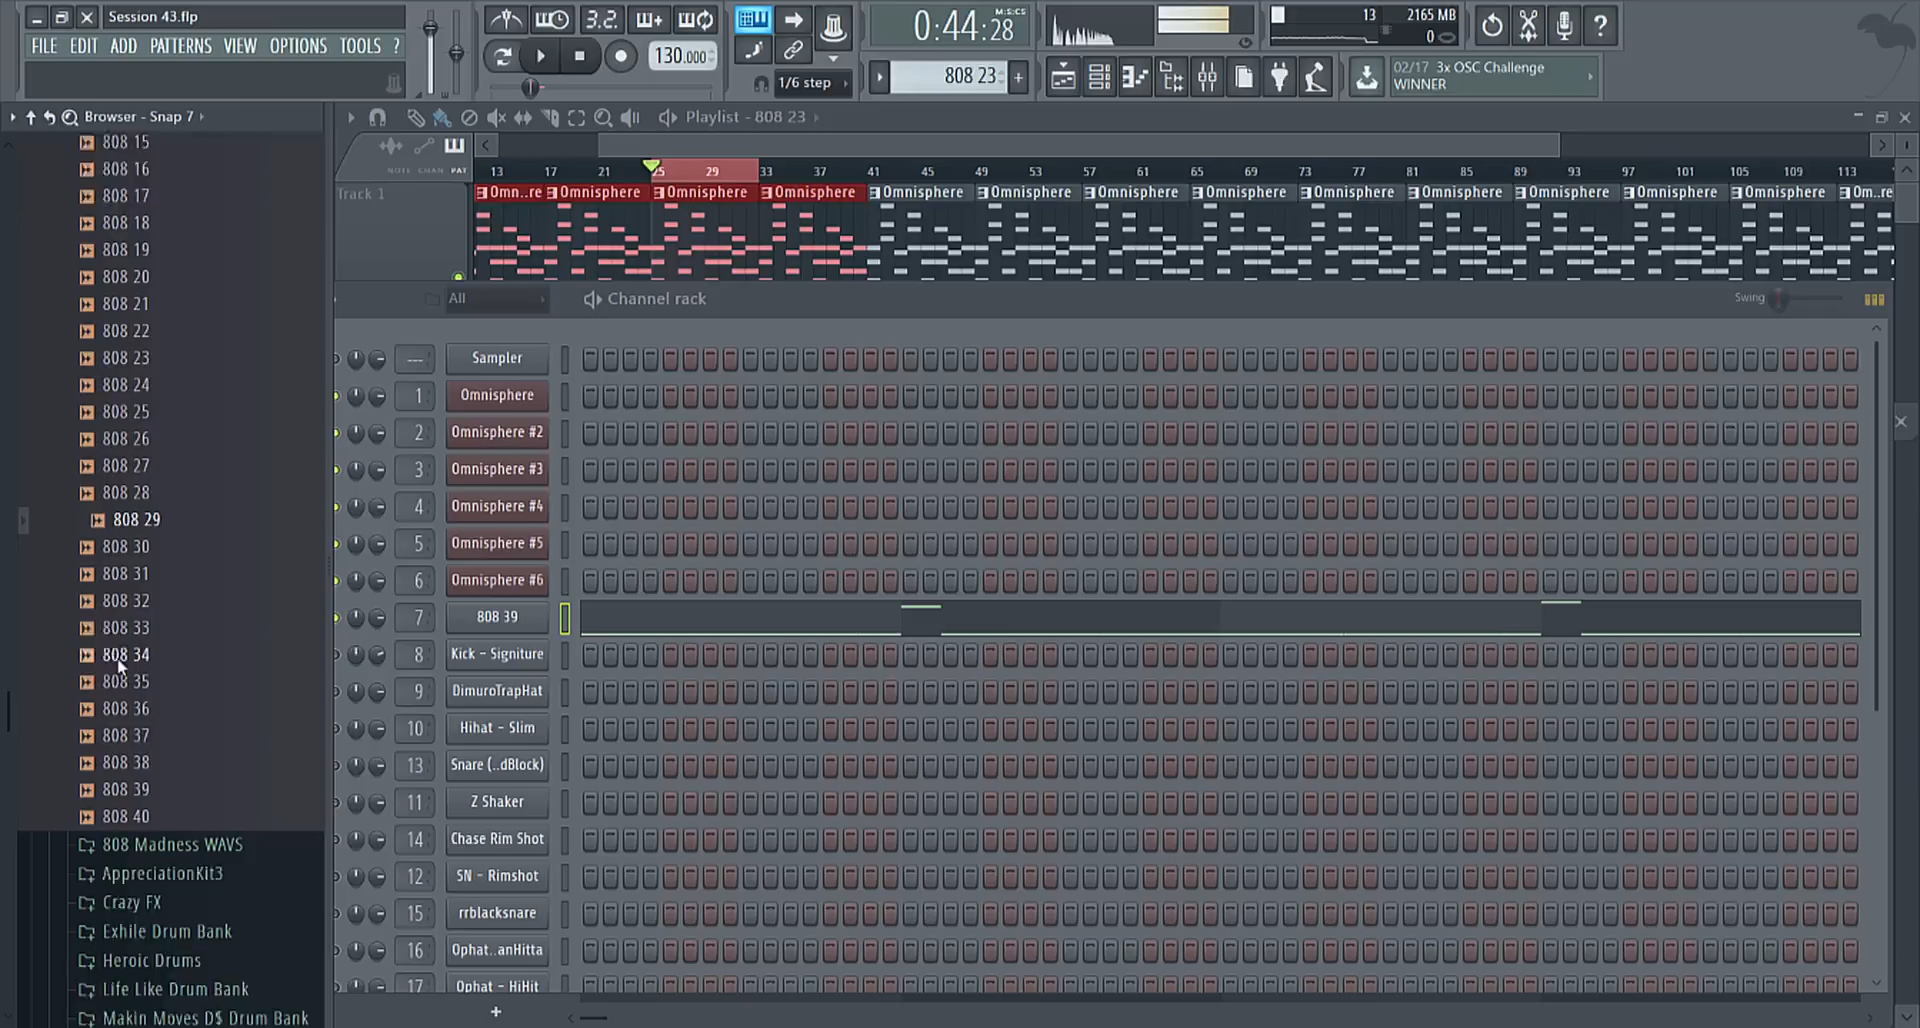 Session 43.flp
FILE EDIT ADD PATTERNS VIEW OPTIONS TOOLS ?
3.2.
130.000
1/6 step
0:44:28
M:S:CS
808 23
+
13
2165 MB
0
?
02/17 3x OSC Challenge
WINNER
Browser - Snap 7
808 15
808 16
808 17
808 18
808 19
808 20
808 21
808 22
808 23
808 24
808 25
808 26
808 27
808 28
808 29
808 30
808 31
808 32
808 33
808 34
808 35
808 36
808 37
808 38
808 39
808 40
808 Madness WAVS
AppreciationKit3
Crazy FX
Exhile Drum Bank
Heroic Drums
Life Like Drum Bank
Makin Moves D$ Drum Bank
Playlist - 808 23
NOTE CHAN PAT
13 17 21 25 29 33 37 41 45 49 53 57 61 65 69 73 77 81 85 89 93 97 101 105 109 113
Track 1
Omn..re Omnisphere Omnisphere Omnisphere Omnisphere Omnisphere Omnisphere Omnisphere Omnisphere Omnisphere Omnisphere Omnisphere Omnisphere Om..re
All
Channel rack
Swing
--- Sampler
1 Omnisphere
2 Omnisphere #2
3 Omnisphere #3
4 Omnisphere #4
5 Omnisphere #5
6 Omnisphere #6
7 808 39
8 Kick - Signiture
9 DimuroTrapHat
10 Hihat - Slim
13 Snare (..dBlock)
11 Z Shaker
14 Chase Rim Shot
12 SN - Rimshot
15 rrblacksnare
16 Ophat..anHitta
17 Ophat - HiHit
+